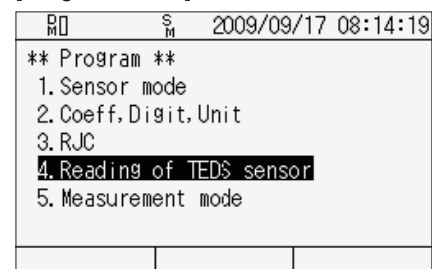 P M S M 2009/09/17 08:14:19
** Program **
1. Sensor mode
2. Coeff, Digit, Unit
3. RJC
4. Reading of TEDS sensor
5. Measurement mode